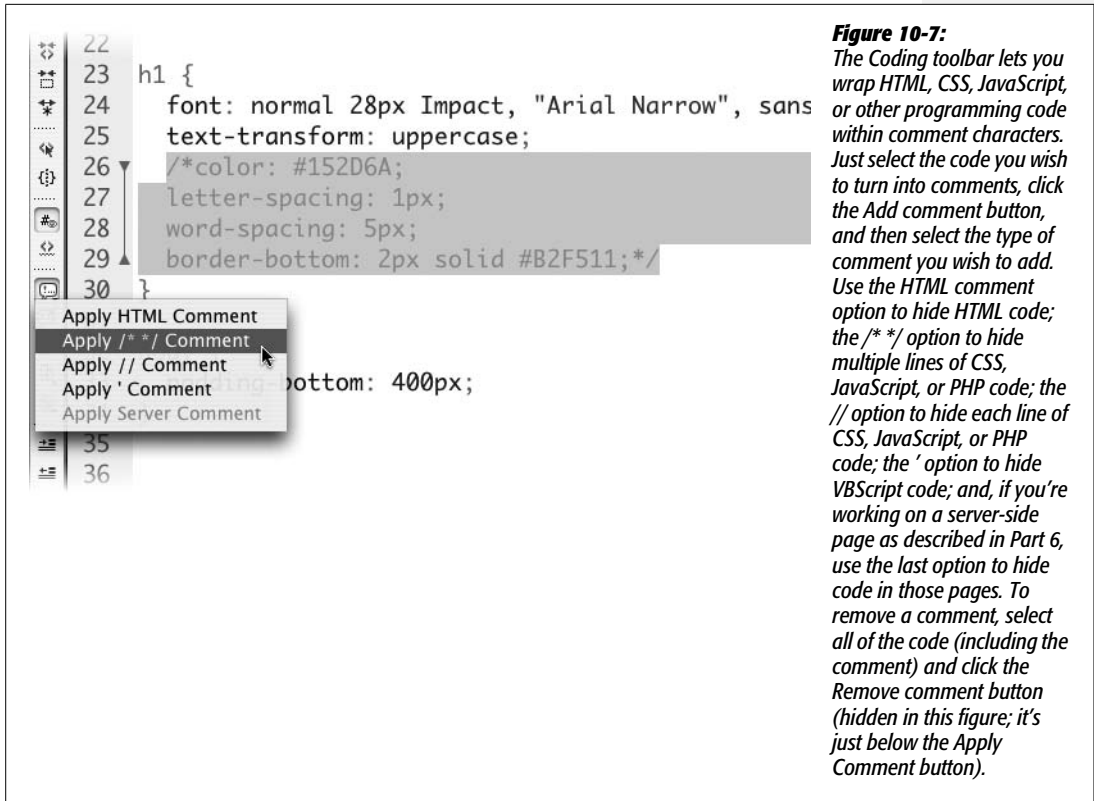 22
23 h1 {
24 font: normal 28px Impact, "Arial Narrow", sans
25 text-transform: uppercase;
26 /*color: #152D6A;
27 letter-spacing: 1px;
28 word-spacing: 5px;
29 border-bottom: 2px solid #B2F511;*/
30 }
Apply HTML Comment
Apply /* */ Comment
Apply // Comment
Apply ' Comment
Apply Server Comment
bottom: 400px;
35
36
Figure 10-7:
The Coding toolbar lets you
wrap HTML, CSS, JavaScript,
or other programming code
within comment characters.
Just select the code you wish
to turn into comments, click
the Add comment button,
and then select the type of
comment you wish to add.
Use the HTML comment
option to hide HTML code;
the /* */ option to hide
multiple lines of CSS,
JavaScript, or PHP code; the
// option to hide each line of
CSS, JavaScript, or PHP
code; the ’ option to hide
VBScript code; and, if you’re
working on a server-side
page as described in Part 6,
use the last option to hide
code in those pages. To
remove a comment, select
all of the code (including the
comment) and click the
Remove comment button
(hidden in this figure; it’s
just below the Apply
Comment button).